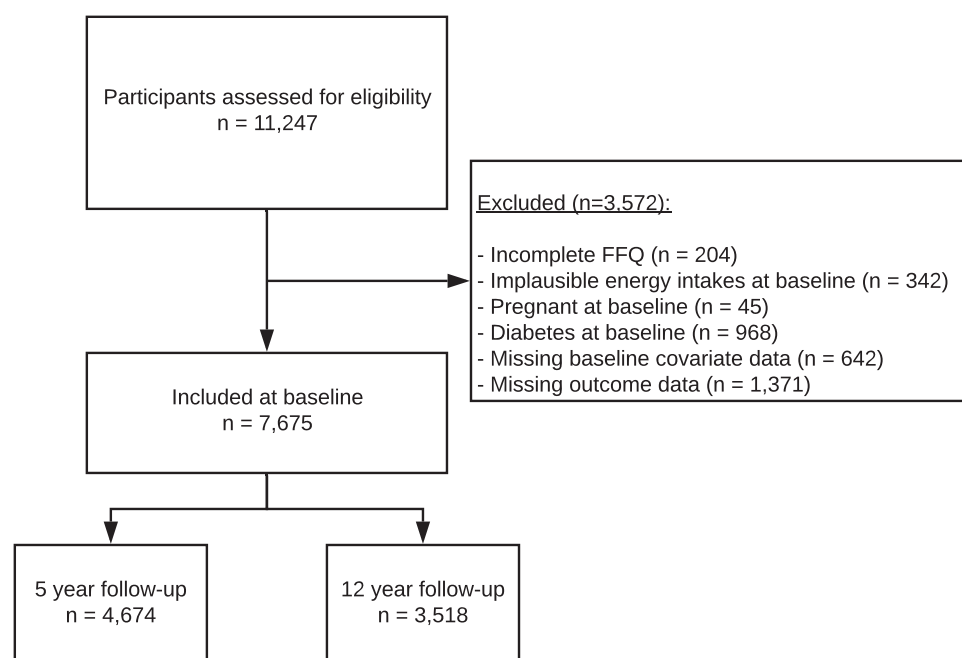 Participants assessed for eligibility
n = 11,247
Excluded (n=3,572):
- Incomplete FFQ (n = 204)
- Implausible energy intakes at baseline (n = 342)
- Pregnant at baseline (n = 45)
- Diabetes at baseline (n = 968)
- Missing baseline covariate data (n = 642)
- Missing outcome data (n = 1,371)
Included at baseline
n = 7,675
5 year follow-up
n = 4,674
12 year follow-up
n = 3,518